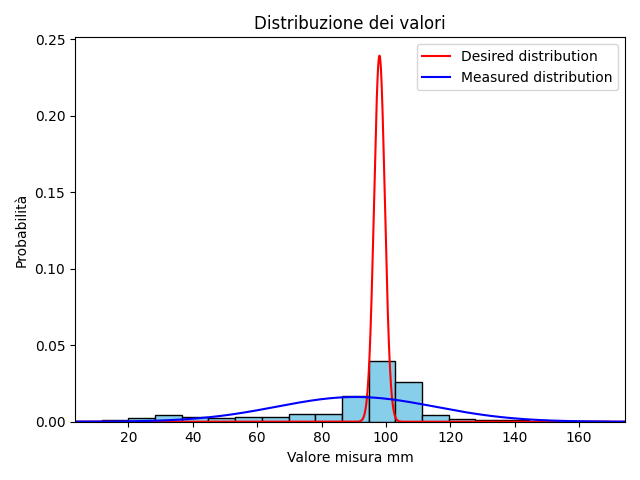 Distribuzione dei valori
Desired distribution
Measured distribution
Probabilità
0.25
0.20
0.15
0.10
0.05
0.00
20 40 60 80 100 120 140 160
Valore misura mm